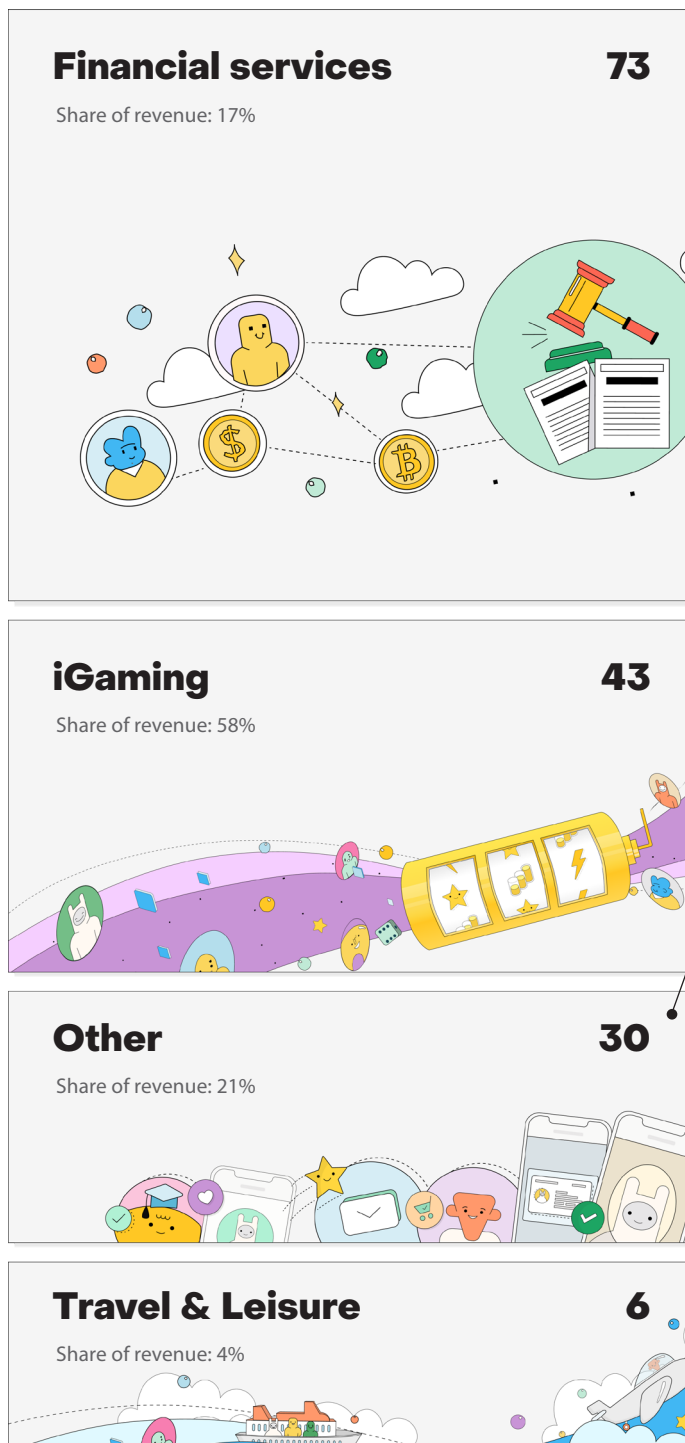 Financial services 73
Share of revenue: 17%
iGaming 43
Share of revenue: 58%
Other 30
Share of revenue: 21%
Travel & Leisure 6
Share of revenue: 4%